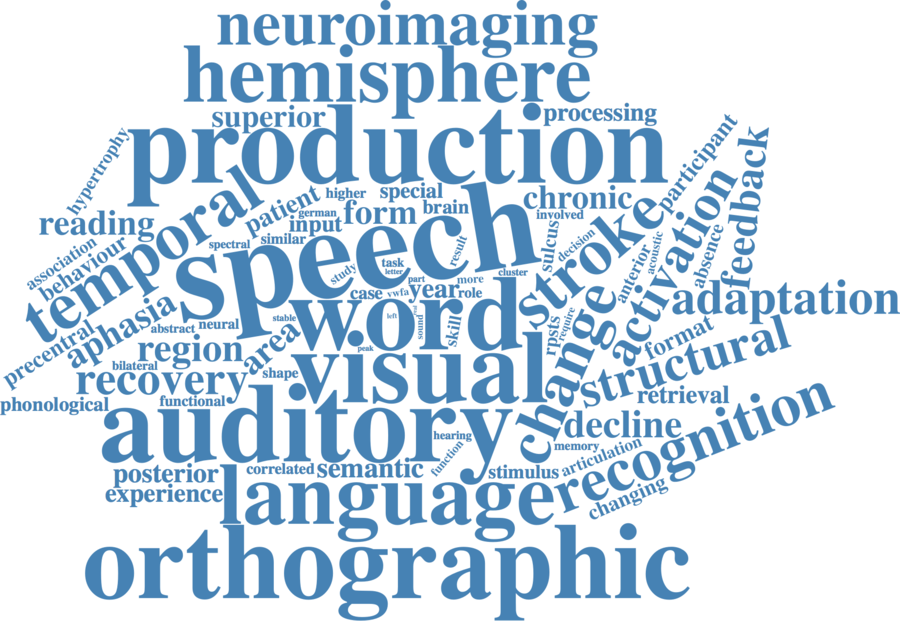 neuroimaging
hemisphere
superior
processing
production
hypertrophy
participant
temporal
patient
higher
special
chronic
feedback
reading
german
form
brain
involved
input
speech
stroke
activation
association
behaviour
spectral
similar
result
sulcus
decision
acoustic
absence
anterior
study
task
letter
cluster
part
more
case
vwfa
year
role
word
adaptation
precentral
aphasia
abstract
neural
stable
left
sound
skill
rpsts
require
change
format
structural
area
region
peak
bilateral
recovery
shape
visual
retrieval
phonological
functional
auditory
hearing
decline
recognition
function
memory
articulation
posterior
correlated
semantic
stimulus
experience
language
changing
orthographic